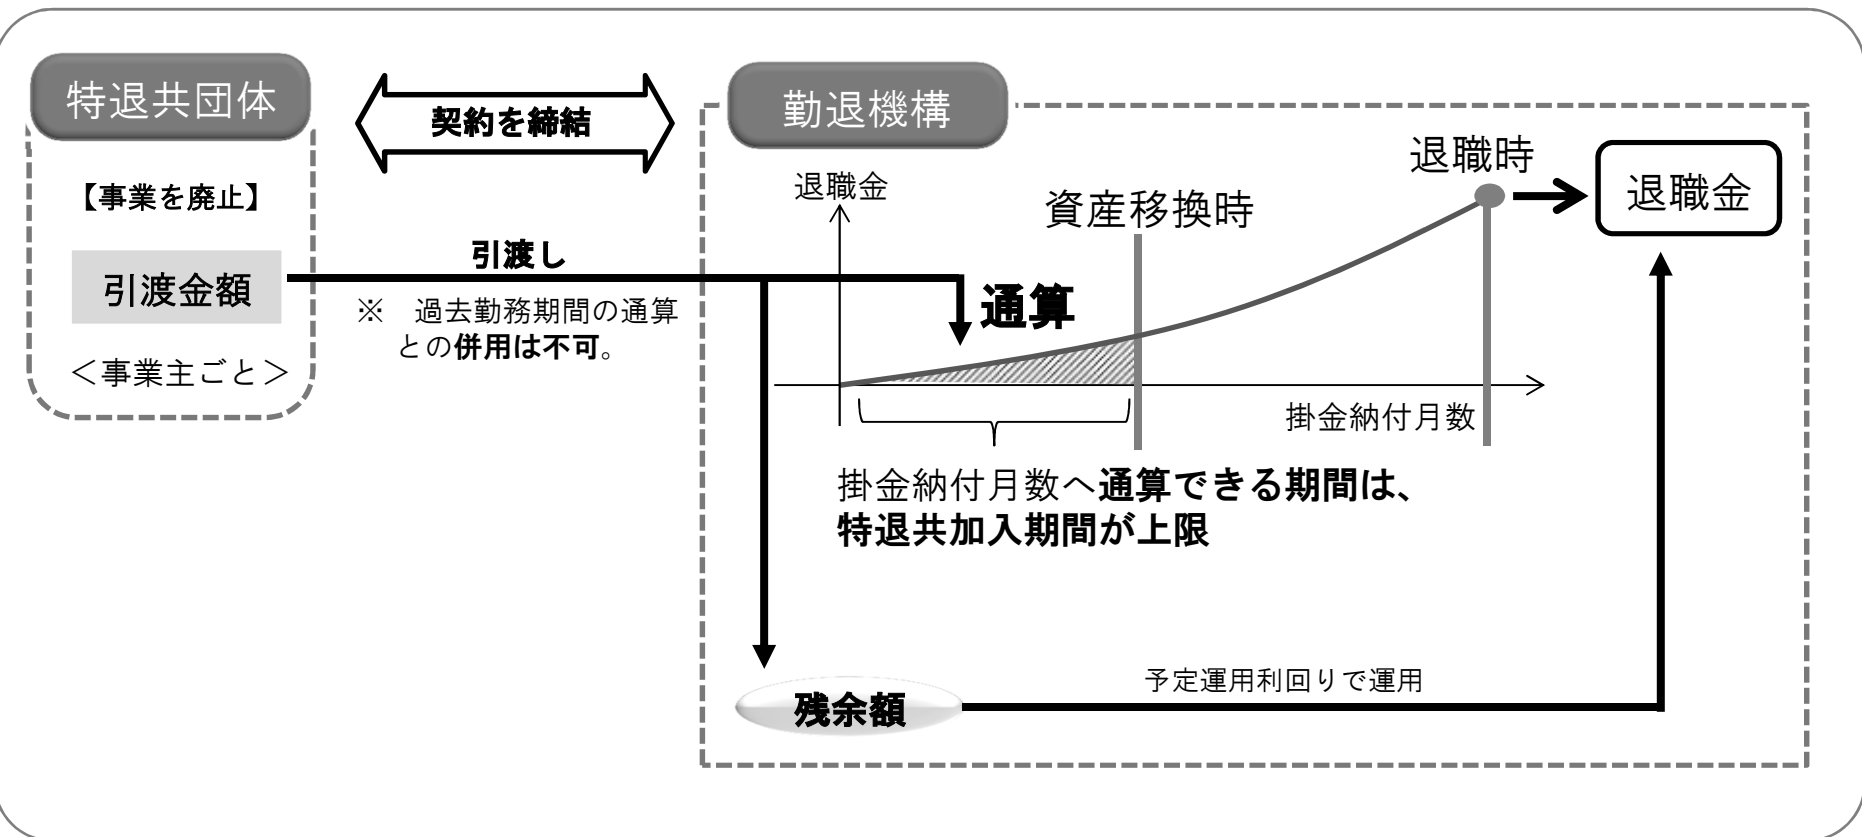 特退共団体
契約を締結
勤退機構
【事業を廃止】
引渡金額
<事業主ごと>
引渡し
※ 過去勤務期間の通算
との併用は不可。
退職金
資産移換時
退職時
退職金
通算
掛金納付月数
掛金納付月数へ通算できる期間は、
特退共加入期間が上限
残余額
予定運用利回りで運用